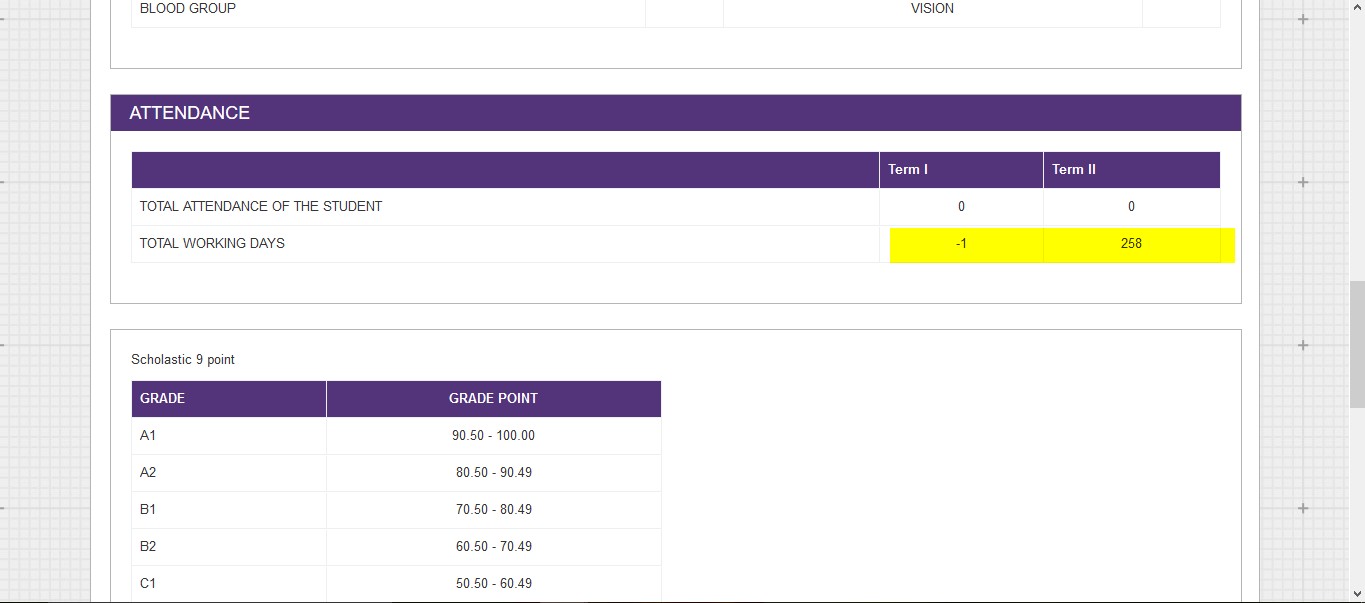 BLOOD GROUP VISION
ATTENDANCE
Term I Term II
TOTAL ATTENDANCE OF THE STUDENT 0 0
TOTAL WORKING DAYS -1 258
Scholastic 9 point
GRADE GRADE POINT
A1 90.50 - 100.00
A2 80.50 - 90.49
B1 70.50 - 80.49
B2 60.50 - 70.49
C1 50.50 - 60.49